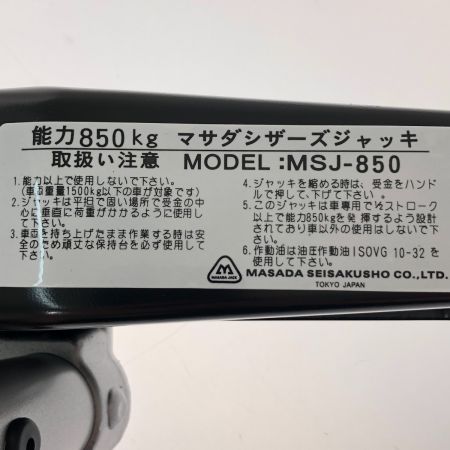 能力850kg マサダシザーズジャッキ
取扱い注意 MODEL:MSJ-850
1.能力以上で使用しないで下さい。
(車両重量1500kg以下の車が対象です)
2.ジャッキは平担で固い場所で受金の中
心に垂直に荷重がかかるように使用し
て下さい。
3.車両を持ち上げたまま作業する時は安
全のため頑丈な保持台を必ず使用して
下さい。
4.ジャッキを縮める時は、受金をハンド
ルで押して、下げて下さい。
5.このジャッキは車専用で½ストローク
以上で能力850kgを発揮するよう設計
されており車以外の使用はしないで下
さい。
6.作動油は油圧作動油ISOVG 10-32を
使用して下さい。
MASADA JACK
MASADA SEISAKUSHO CO.,LTD.
TOKYO JAPAN